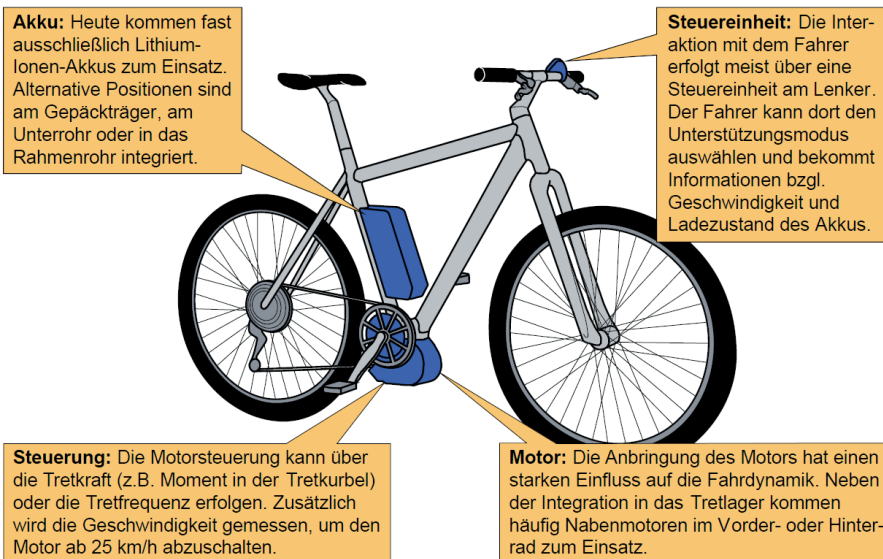 Akku: Heute kommen fast
ausschließlich Lithium-
Ionen-Akkus zum Einsatz.
Alternative Positionen sind
am Gepäckträger, am
Unterrohr oder in das
Rahmenrohr integriert.
Steuereinheit: Die Inter-
aktion mit dem Fahrer
erfolgt meist über eine
Steuereinheit am Lenker.
Der Fahrer kann dort den
Unterstützungsmodus
auswählen und bekommt
Informationen bzgl.
Geschwindigkeit und
Ladezustand des Akkus.
Steuerung: Die Motorsteuerung kann über
die Tretkraft (z.B. Moment in der Tretkurbel)
oder die Tretfrequenz erfolgen. Zusätzlich
wird die Geschwindigkeit gemessen, um den
Motor ab 25 km/h abzuschalten.
Motor: Die Anbringung des Motors hat einen
starken Einfluss auf die Fahrdynamik. Neben
der Integration in das Tretlager kommen
häufig Nabenmotoren im Vorder- oder Hinter-
rad zum Einsatz.